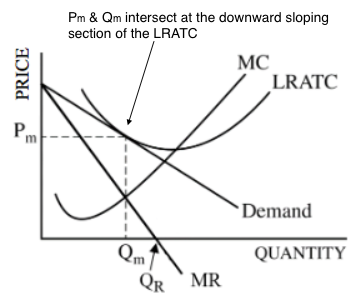 Pm & Qm intersect at the downward sloping
section of the LRATC
PRICE
MC
LRATC
Pm
Demand
Qm
QUANTITY
QR
MR